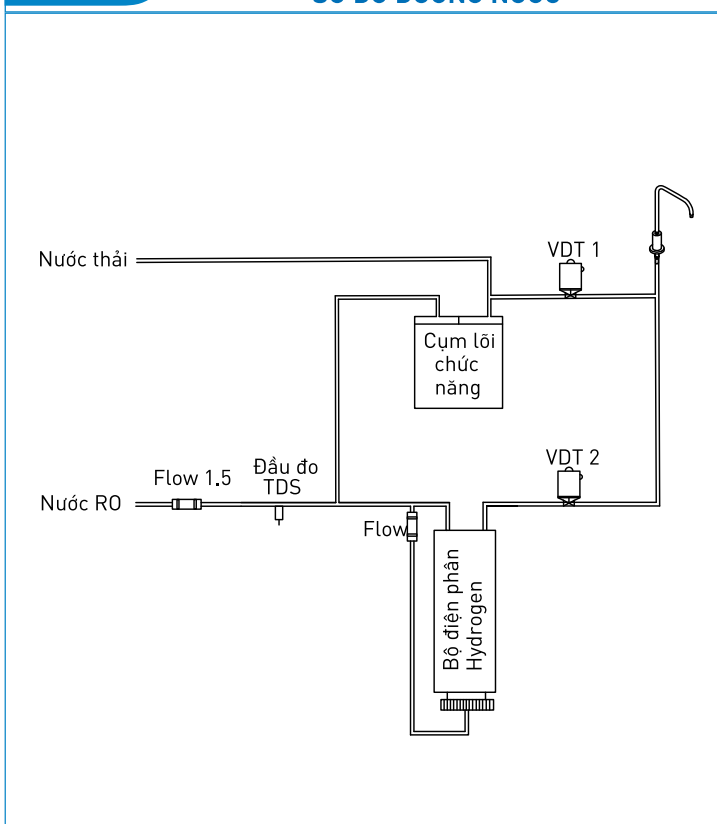 Nước thải
VDT 1
Cụm lõi
chức
năng
Flow 1.5
Đầu đo
TDS
VDT 2
Nước RO
Flow
Bộ điện phân
Hydrogen